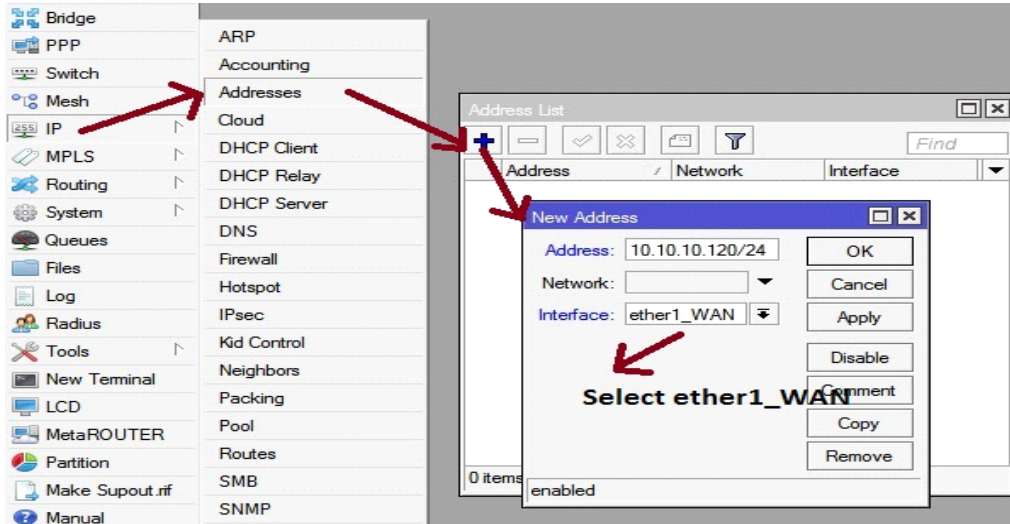 Bridge
PPP
Switch
Mesh
IP
MPLS
Routing
System
Queues
Files
Log
Radius
Tools
New Terminal
LCD
MetaROUTER
Partition
Make Supout.rif
Manual
ARP
Accounting
Addresses
Cloud
DHCP Client
DHCP Relay
DHCP Server
DNS
Firewall
Hotspot
IPsec
Kid Control
Neighbors
Packing
Pool
Routes
SMB
SNMP
Address List
Find
Address / Network Interface
New Address
Address: 10.10.10.120/24
Network:
Interface: ether1_WAN
OK
Cancel
Apply
Disable
Comment
Copy
Remove
Select ether1_WAN
0 items
enabled
255